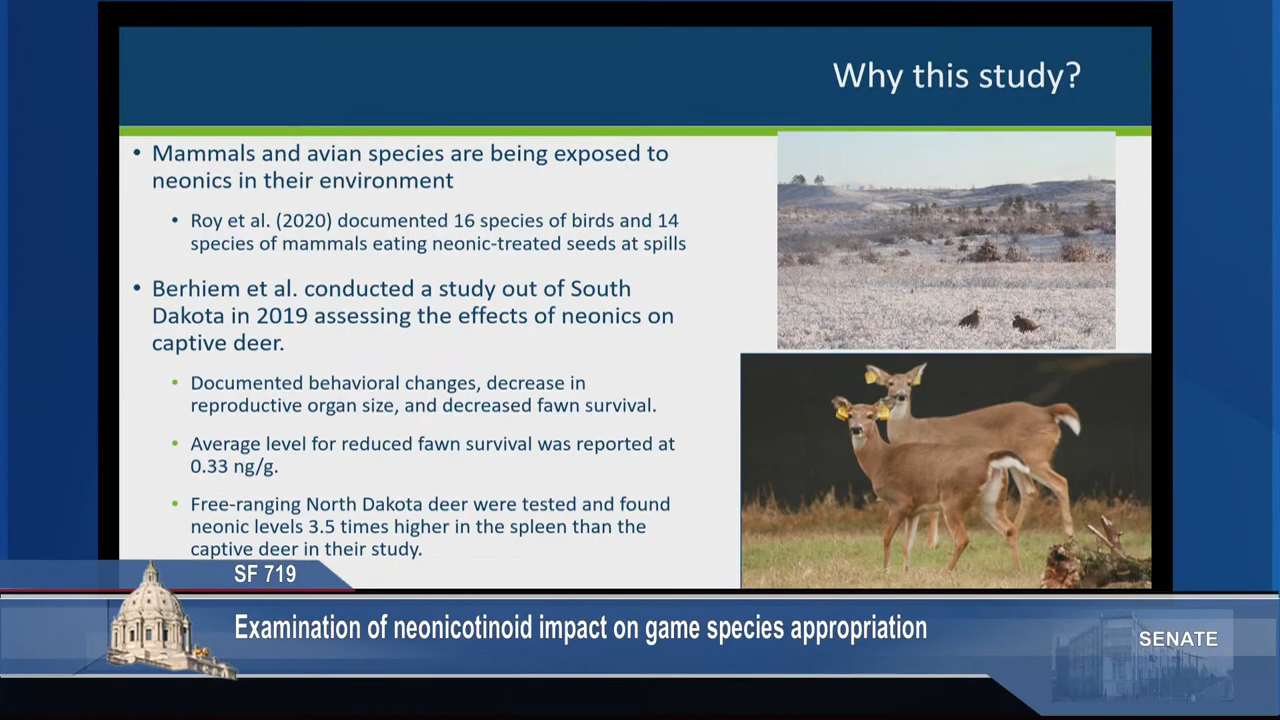 Why this study?
• Mammals and avian species are being exposed to
neonics in their environment
• Roy et al. (2020) documented 16 species of birds and 14
species of mammals eating neonic-treated seeds at spills
• Berhiem et al. conducted a study out of South
Dakota in 2019 assessing the effects of neonics on
captive deer.
• Documented behavioral changes, decrease in
reproductive organ size, and decreased fawn survival.
• Average level for reduced fawn survival was reported at
0.33 ng/g.
• Free-ranging North Dakota deer were tested and found
neonic levels 3.5 times higher in the spleen than the
captive deer in their study.
SF 719
Examination of neonicotinoid impact on game species appropriation
SENATE